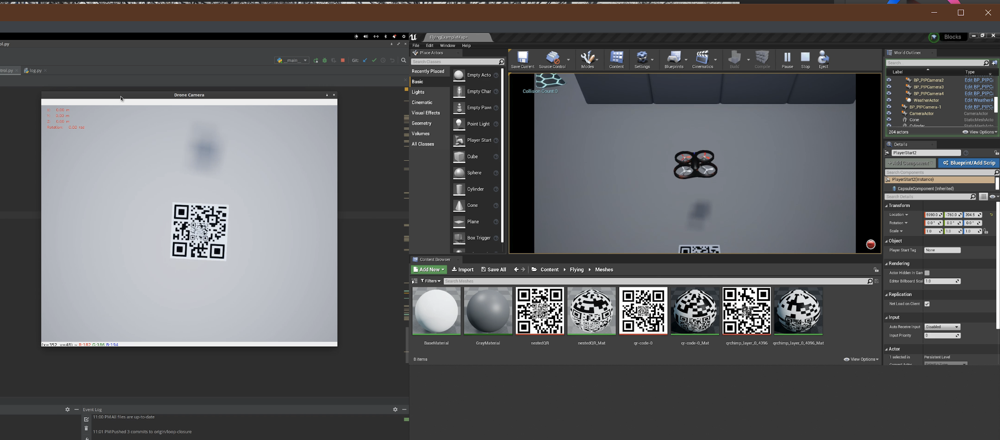 ol.py
__main__
Git:
trol.py
log.py
Drone Camera
X: 0.00 m
Y: 0.00 m
Z: 0.00 m
Rotation: 0.00 rad
(x=352, y=48) ~ R:182 G:186 B:194
Event Log
11:00 PM All files are up-to-date
11:01 PM Pushed 3 commits to origin/loop-closure
FlyingExampleMap*
Blocks
File Edit Window Help
Place Actors
Search Classes
Recently Placed
Basic
Lights
Cinematic
Visual Effects
Geometry
Volumes
All Classes
Empty Acto
Empty Char
Empty Pawn
Point Light
Player Start
Cube
Sphere
Cylinder
Cone
Plane
Box Trigger
Save Current
Source Control
Modes
Content
Settings
Blueprints
Cinematics
Build
Compile
Pause
Stop
Eject
Collision Count:0
Content Browser
Add New
Import
Save All
Content
Flying
Meshes
Filters
Search Meshes
BaseMaterial
GrayMaterial
nestedQR
nestedQR_Mat
qr-code-0
qr-code-0_Mat
qrchimp_layer_0_4096
qrchimp_layer_0_4096_Mat
8 items
View Options
World Outliner
Search...
Label Type
BP_PIPCamera2 Edit BP_PIPCa
BP_PIPCamera3 Edit BP_PIPCa
BP_PIPCamera4 Edit BP_PIPCa
WeatherActor Edit WeatherA
BP_PIPCamera-1 Edit BP_PIPCa
CameraActor CameraActor
Cone StaticMeshActo
Cylinder StaticMeshActo
204 actors
View Options
Details
PlayerStart2
+ Add Component
Blueprint/Add Scrip
Search Components
PlayerStart2(Instance)
CapsuleComponent (Inherited)
Search Details
Transform
Location 5990.0 -760.0 204.5
Rotation 0.0° 0.0° 0.0°
Scale 1.0 1.0 1.0
Object
Player Start Tag None
Rendering
Actor Hidden In Gam
Editor Billboard Scal 1.0
Replication
Net Load on Client
Input
Auto Receive Input Disabled
Input Priority 0
Actor
1 selected in Persistent Level
Convert Actor Select a Type